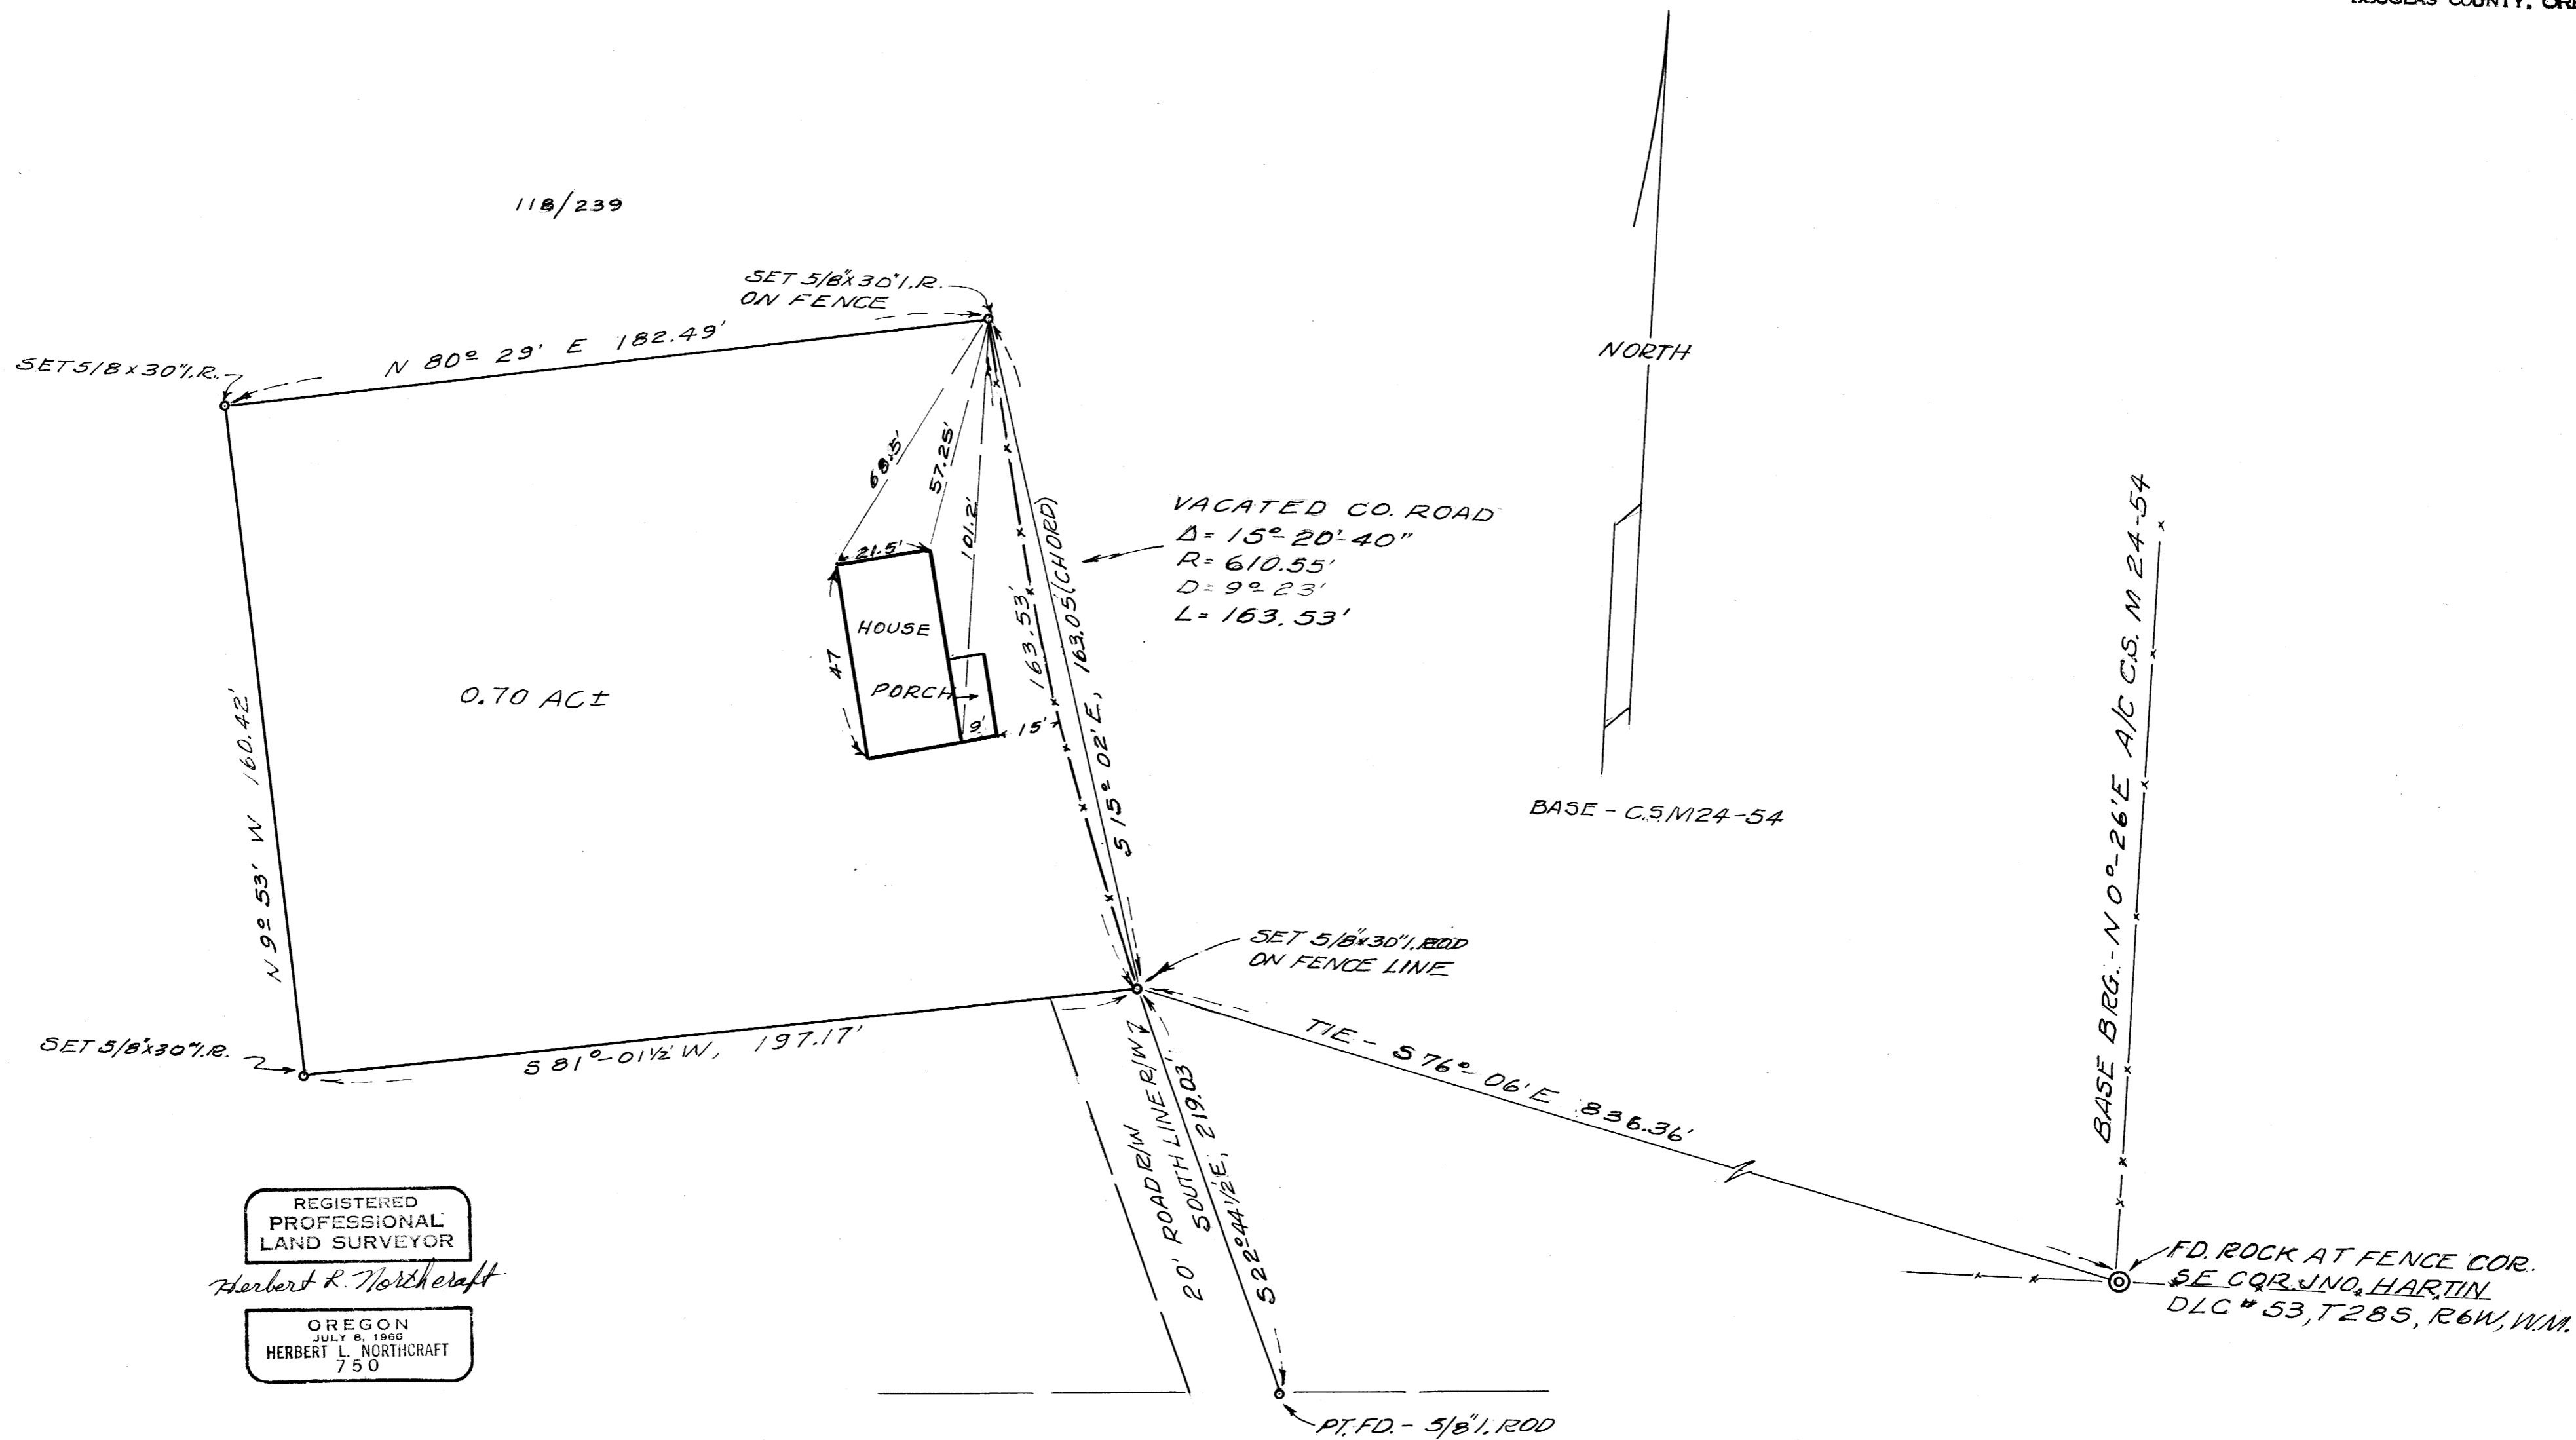 DOUGLAS COUNTY,
118/239
SET 5/8"x30" I.R.
ON FENCE
N 80° 29' E 182.49'
SET 5/8 x 30" I.R.
68.5'
57.25'
101.2'
21.5'
HOUSE
47
PORCH
9'
15'
163.53'
163.05 (CHORD)
S 15° 02' E,
VACATED CO. ROAD
Δ = 15°-20'-40"
R = 610.55'
D = 9°-23'
L = 163.53'
NORTH
BASE - C.S.M24-54
BASE BRG. - N 0°-26'E A/C C.S. M 24-54
0.70 AC±
N 9° 53' W 160.42'
SET 5/8"x30" I. ROD
ON FENCE LINE
SET 5/8"x30" I.R.
S 81°-01½ W, 197.17'
TIE - S 76°-06' E 836.36'
20' ROAD R/W
SOUTH LINE R/W
S 22°44½'E, 219.03'
FD. ROCK AT FENCE COR.
SE COR. JNO. HARTIN
DLC # 53, T28S, R6W, W.M.
PT. FD. - 5/8" I. ROD
REGISTERED
PROFESSIONAL
LAND SURVEYOR
Herbert L. Northcraft
OREGON
JULY 8, 1966
HERBERT L. NORTHCRAFT
750